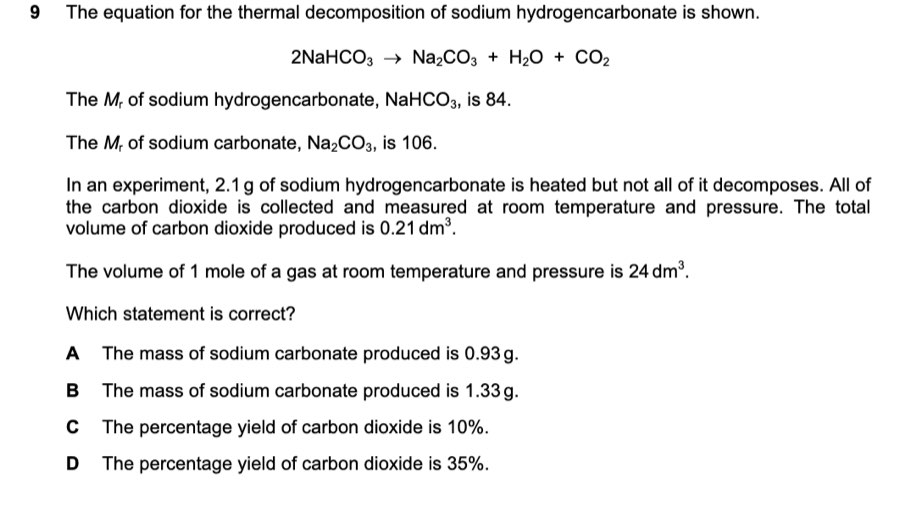 9 The equation for the thermal decomposition of sodium hydrogencarbonate is shown.
2NaHCO₃ → Na₂CO₃ + H₂O + CO₂
The Mᵣ of sodium hydrogencarbonate, NaHCO₃, is 84.
The Mᵣ of sodium carbonate, Na₂CO₃, is 106.
In an experiment, 2.1 g of sodium hydrogencarbonate is heated but not all of it decomposes. All of
the carbon dioxide is collected and measured at room temperature and pressure. The total
volume of carbon dioxide produced is 0.21 dm³.
The volume of 1 mole of a gas at room temperature and pressure is 24 dm³.
Which statement is correct?
A The mass of sodium carbonate produced is 0.93 g.
B The mass of sodium carbonate produced is 1.33 g.
C The percentage yield of carbon dioxide is 10%.
D The percentage yield of carbon dioxide is 35%.